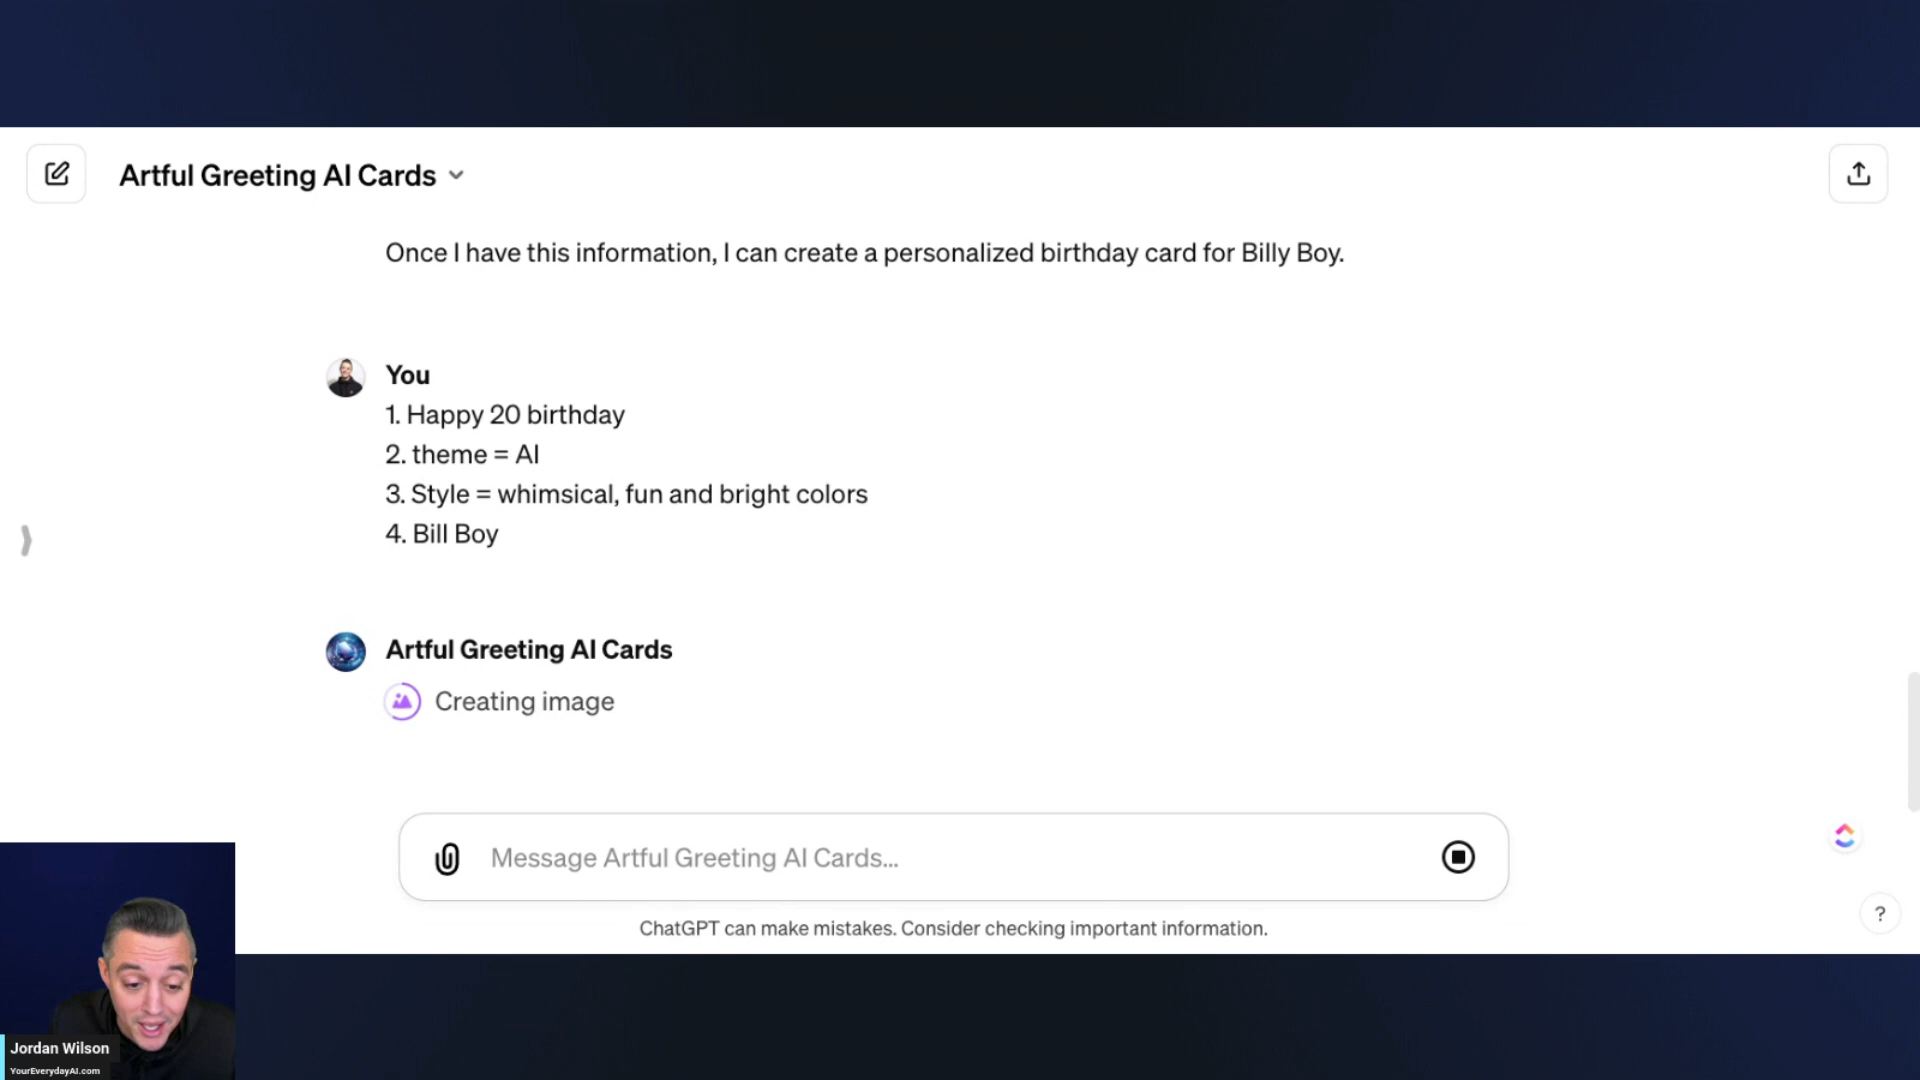 Artful Greeting AI Cards
Once I have this information, I can create a personalized birthday card for Billy Boy.
You
1. Happy 20 birthday
2. theme = AI
3. Style = whimsical, fun and bright colors
4. Bill Boy
Artful Greeting AI Cards
Creating image
Message Artful Greeting AI Cards...
?
ChatGPT can make mistakes. Consider checking important information.
Jordan Wilson
YourEverydayAI.com